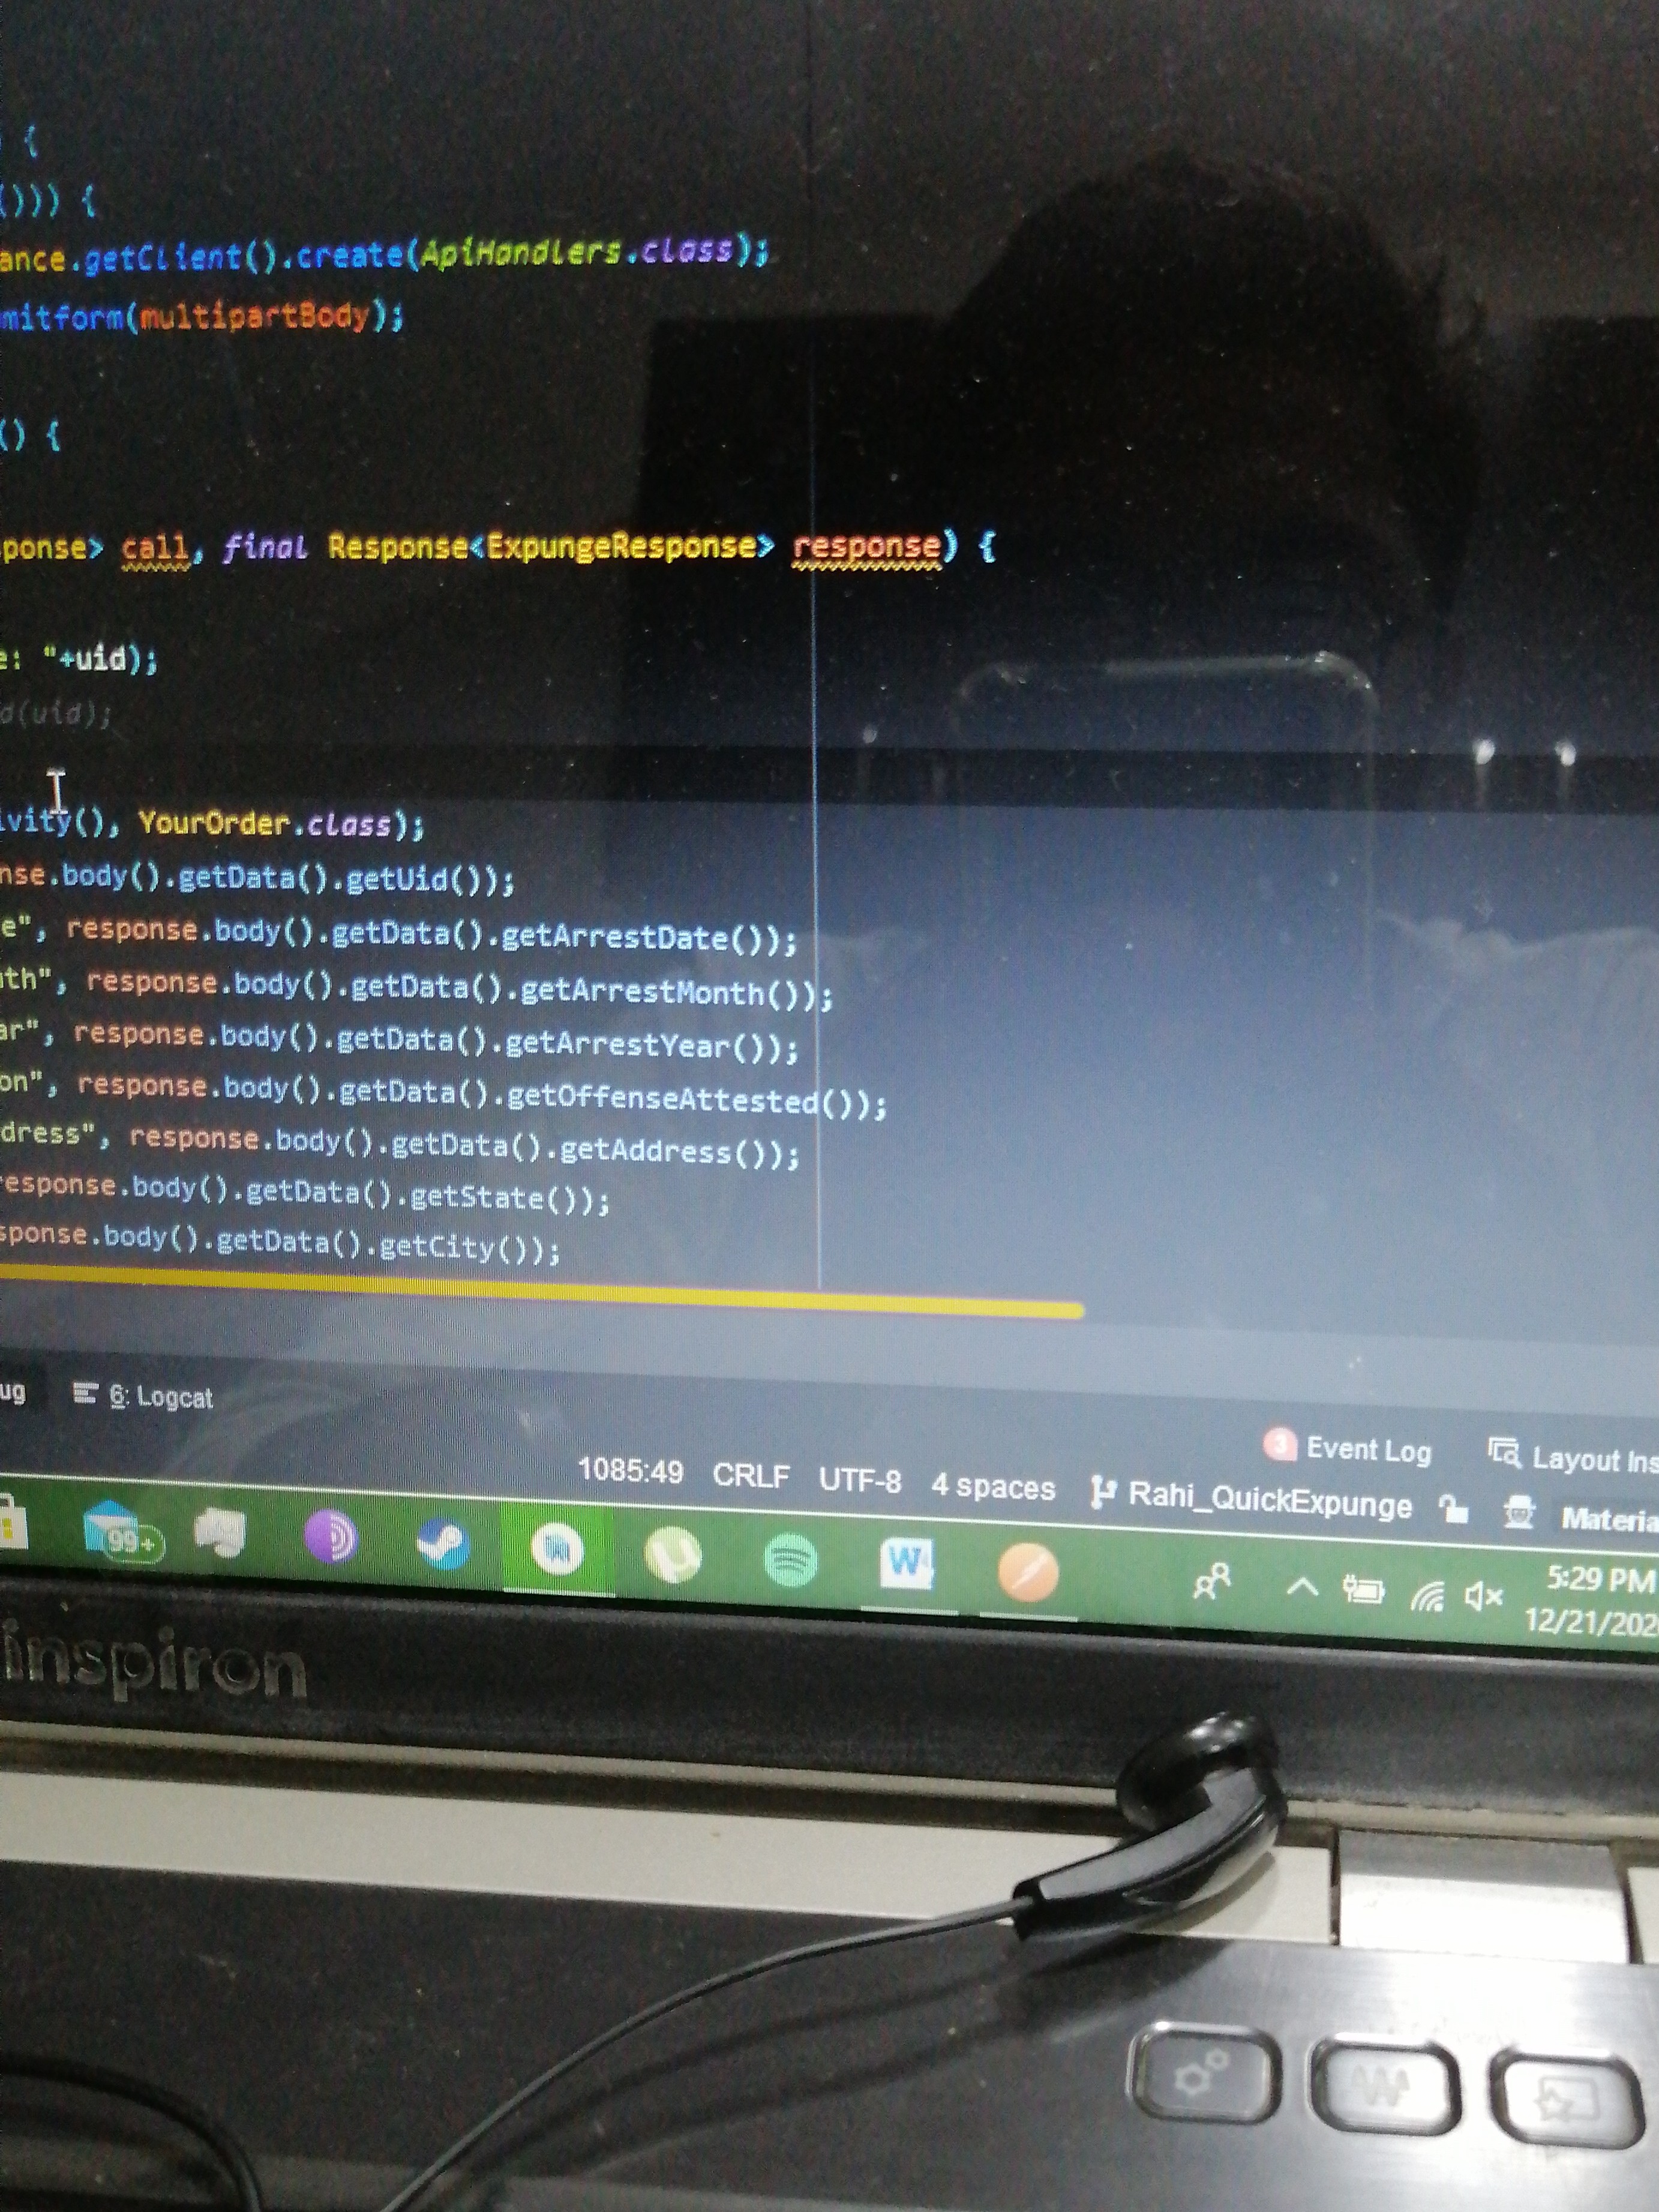 {
())) {
ance.getClient().create(ApiHandlers.class);
mitform(multipartBody);
() {
ponse> call, final Response<ExpungeResponse> response) {
e: "+uid);
d(uid);
ivity(), YourOrder.class);
nse.body().getData().getUid());
e", response.body().getData().getArrestDate());
th", response.body().getData().getArrestMonth());
ar", response.body().getData().getArrestYear());
on", response.body().getData().getOffenseAttested());
dress", response.body().getData().getAddress());
response.body().getData().getState());
sponse.body().getData().getCity());
ug 6: Logcat
3 Event Log Layout Ins
1085:49 CRLF UTF-8 4 spaces Rahi_QuickExpunge Materia
99+ W 5:29 PM
12/21/202
inspiron